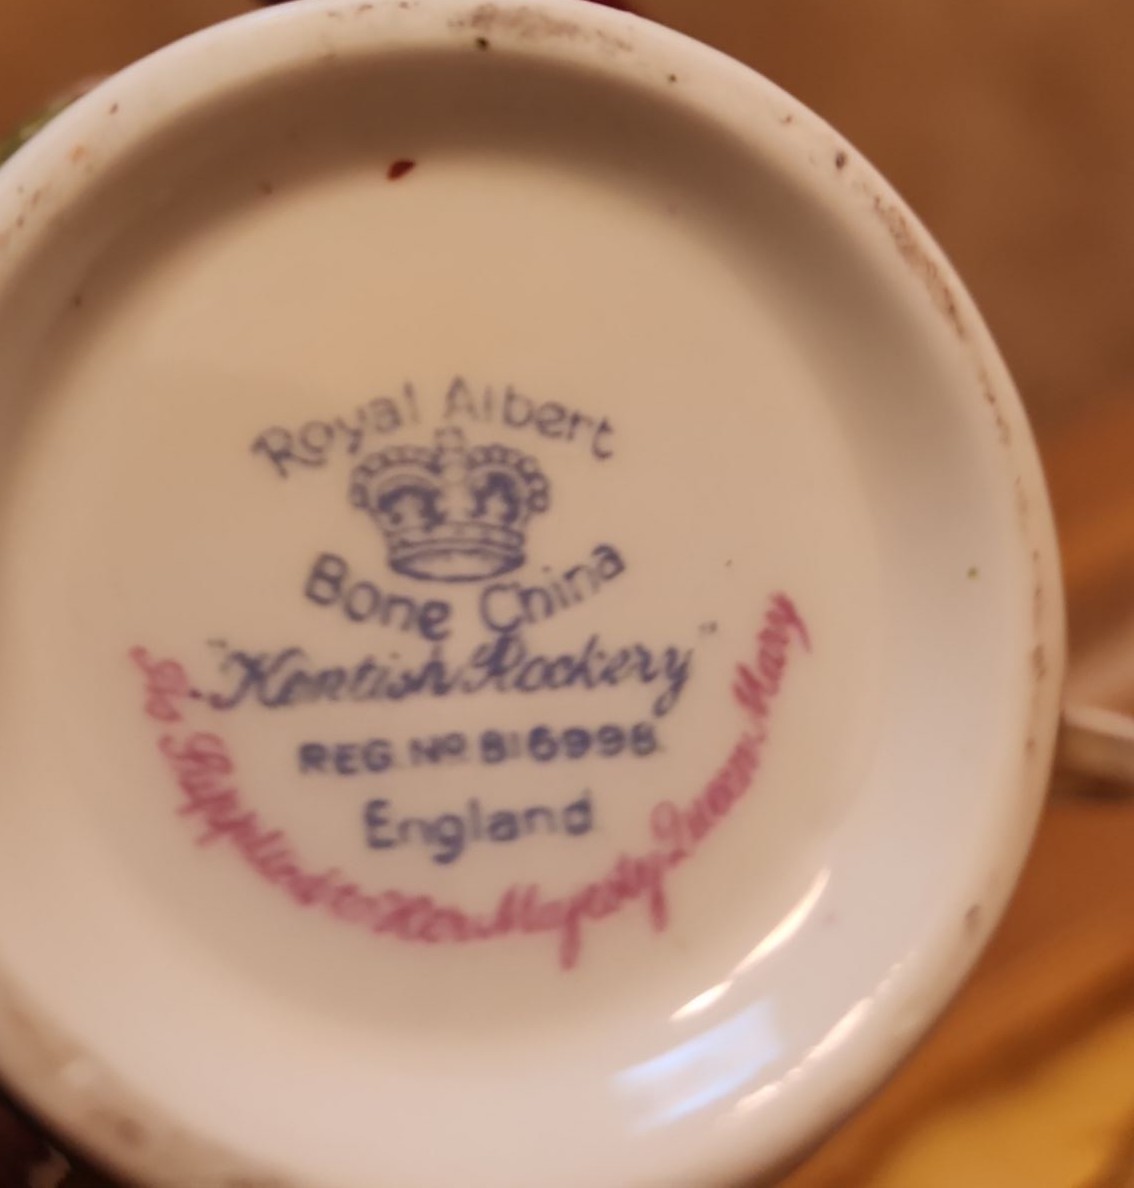 Royal Albert
Bone China
"Kentish Rockery"
REG. Nº 816998.
England
As Supplied to Her Majesty Queen Mary